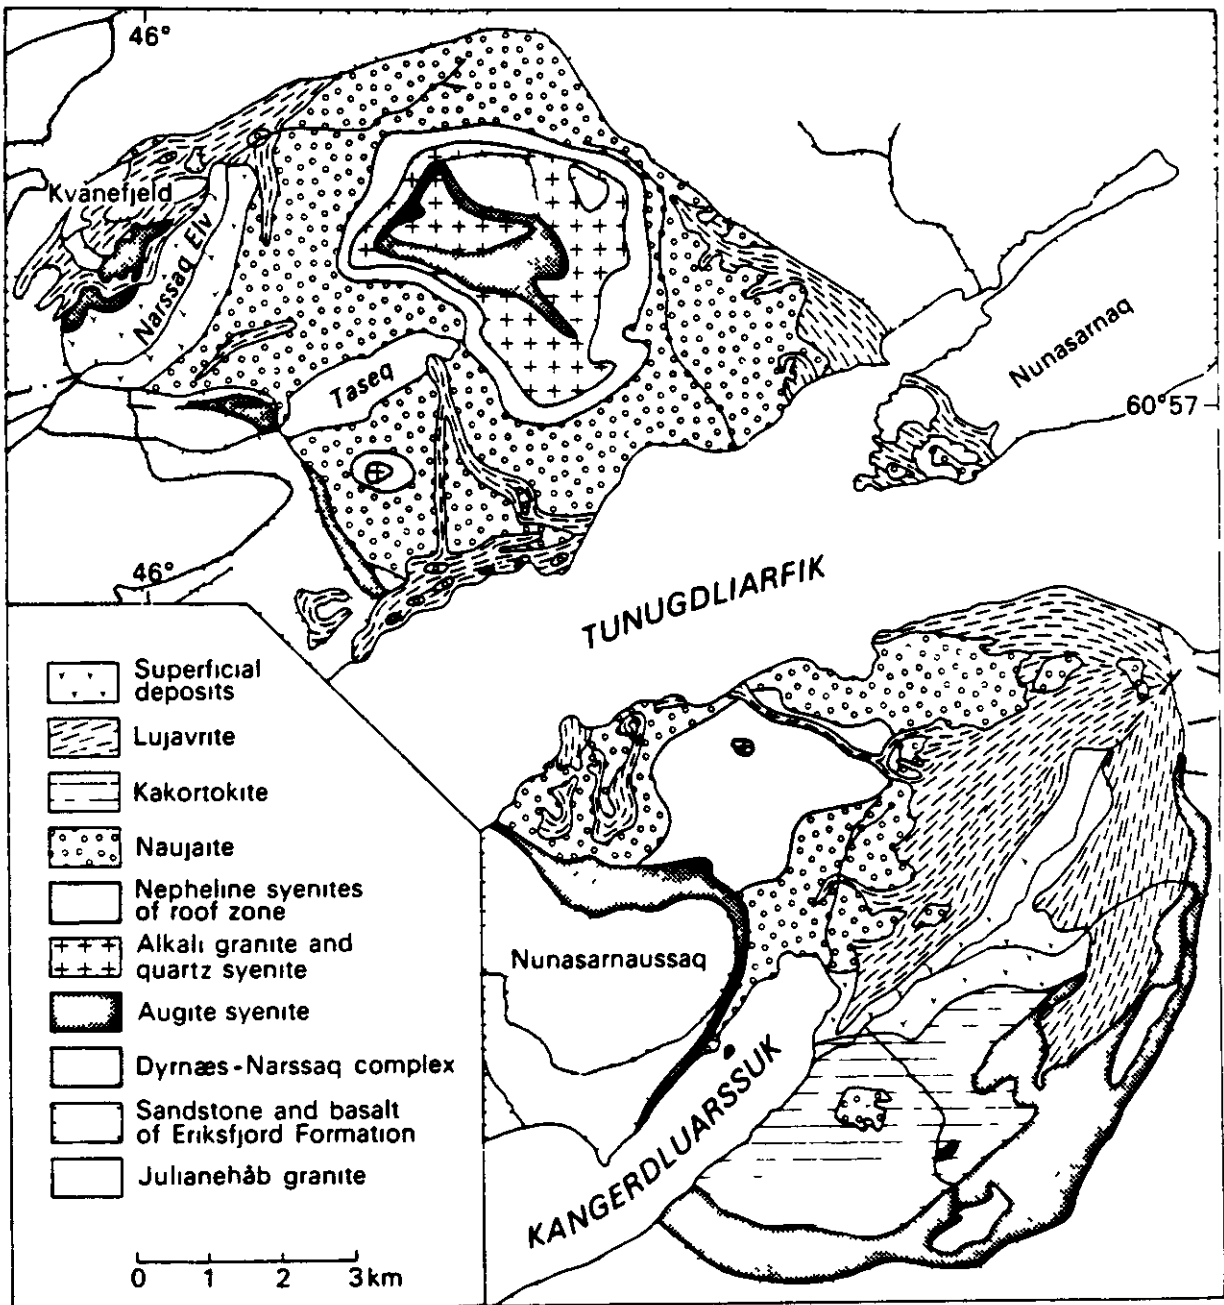 46°
Kvanefjeld
Narssaq Elv
Taseq
Nunasarnaq
60°57
46°
TUNUGDLIARFIK
Superficial
deposits
Lujavrite
Kakortokite
Naujaite
Nepheline syenites
of roof zone
Alkali granite and
quartz syenite
Augite syenite
Dyrnæs-Narssaq complex
Sandstone and basalt
of Eriksfjord Formation
Julianehåb granite
Nunasarnaussaq
KANGERDLUARSSUK
0 1 2 3km